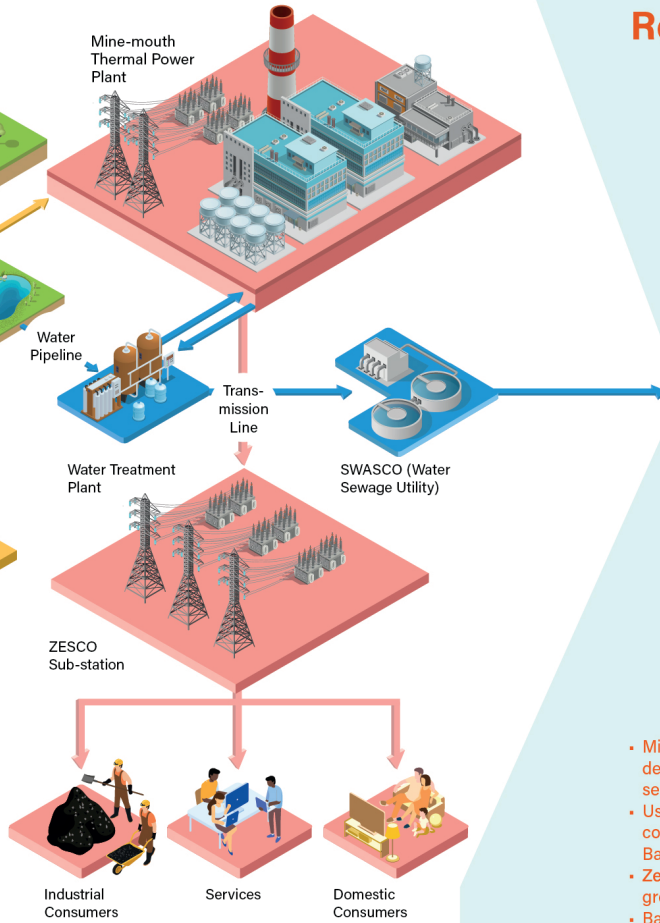 Mine-mouth
Thermal Power
Plant
Water
Pipeline
Trans-
mission
Line
Water Treatment
Plant
SWASCO (Water
Sewage Utility)
ZESCO
Sub-station
Industrial
Consumers
Services
Domestic
Consumers